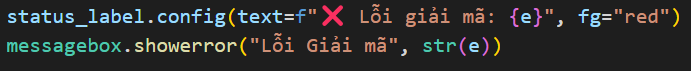 status_label.config(text=f"❌ Lỗi giải mã: {e}", fg="red")
messagebox.showerror("Lỗi Giải mã", str(e))